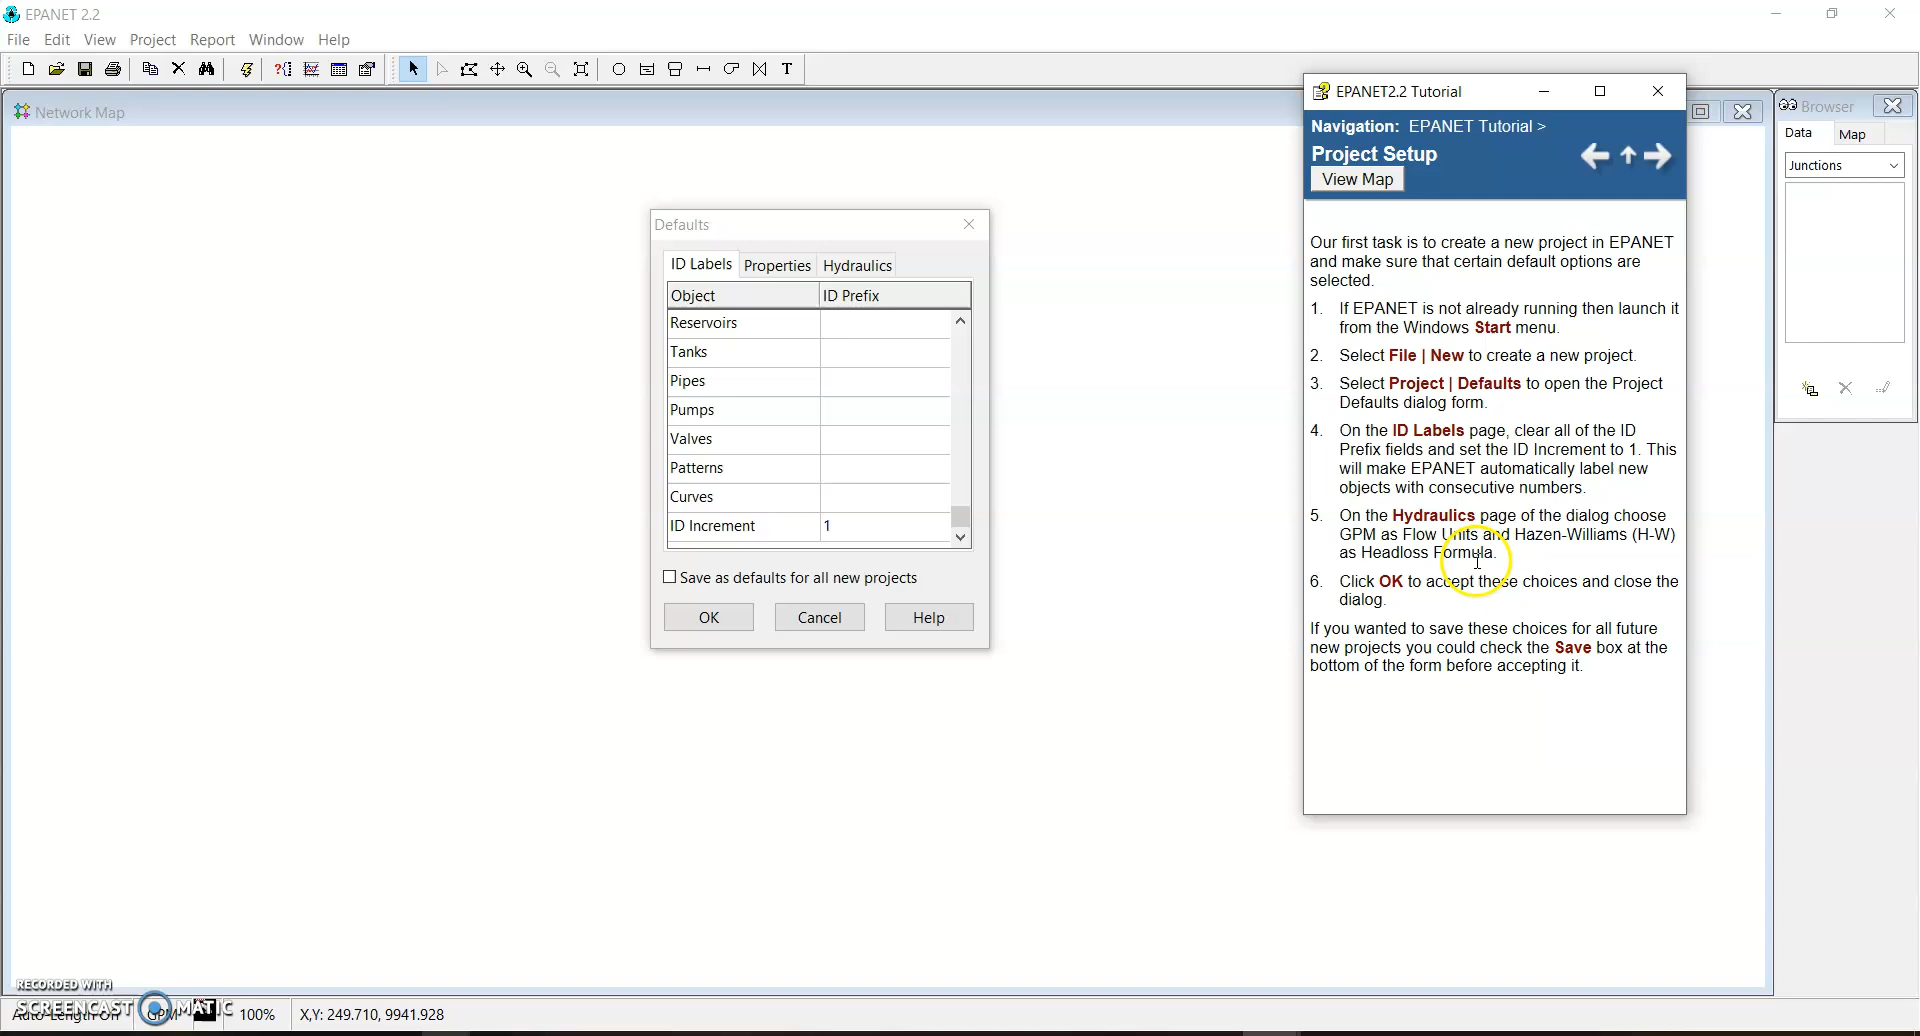 EPANET 2.2
File Edit View Project Report Window Help
Network Map
Defaults
ID Labels Properties Hydraulics
Object ID Prefix
Reservoirs
Tanks
Pipes
Pumps
Valves
Patterns
Curves
ID Increment 1
Save as defaults for all new projects
OK Cancel Help
EPANET2.2 Tutorial
Navigation: EPANET Tutorial >
Project Setup
View Map
Our first task is to create a new project in EPANET
and make sure that certain default options are
selected.
1. If EPANET is not already running then launch it
from the Windows Start menu.
2. Select File | New to create a new project.
3. Select Project | Defaults to open the Project
Defaults dialog form.
4. On the ID Labels page, clear all of the ID
Prefix fields and set the ID Increment to 1. This
will make EPANET automatically label new
objects with consecutive numbers.
5. On the Hydraulics page of the dialog choose
GPM as Flow Units and Hazen-Williams (H-W)
as Headloss Formula.
6. Click OK to accept these choices and close the
dialog.
If you wanted to save these choices for all future
new projects you could check the Save box at the
bottom of the form before accepting it.
Browser
Data Map
Junctions
RECORDED WITH
SCREENCAST MATIC
Auto-Length On GPM 100% X,Y: 249.710, 9941.928